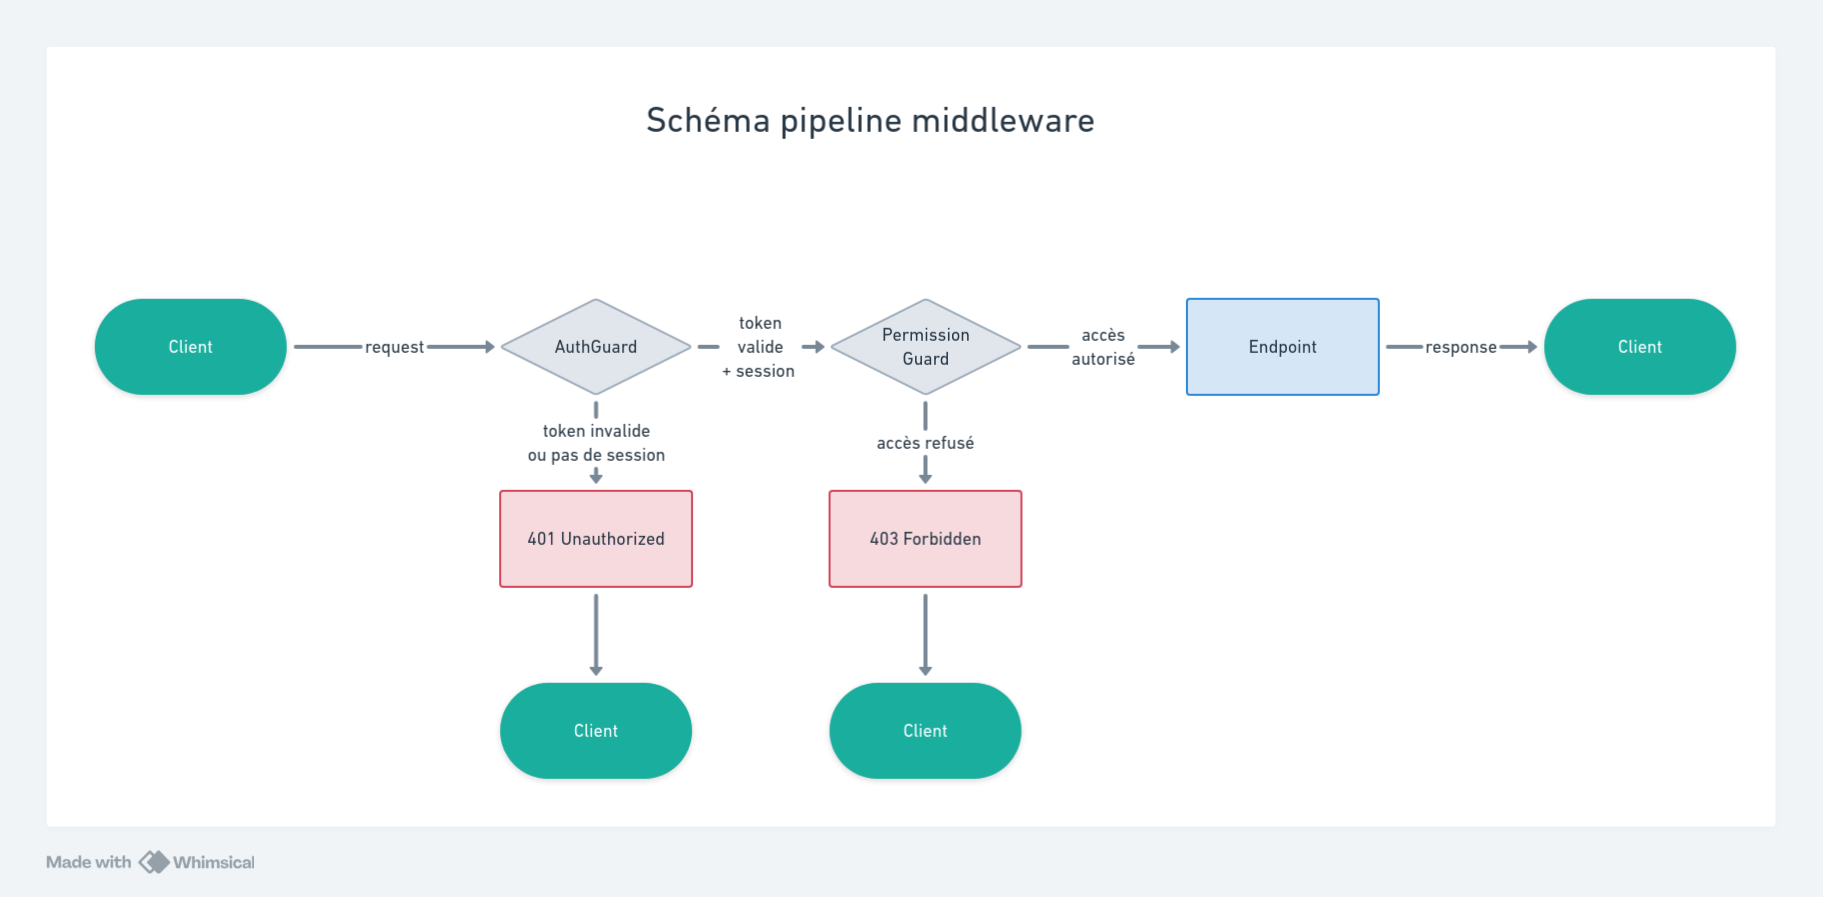 Schéma pipeline middleware
Client
request
AuthGuard
token
valide
+ session
Permission
Guard
accès
autorisé
Endpoint
response
Client
token invalide
ou pas de session
accès refusé
401 Unauthorized
403 Forbidden
Client
Client
Made with Whimsical